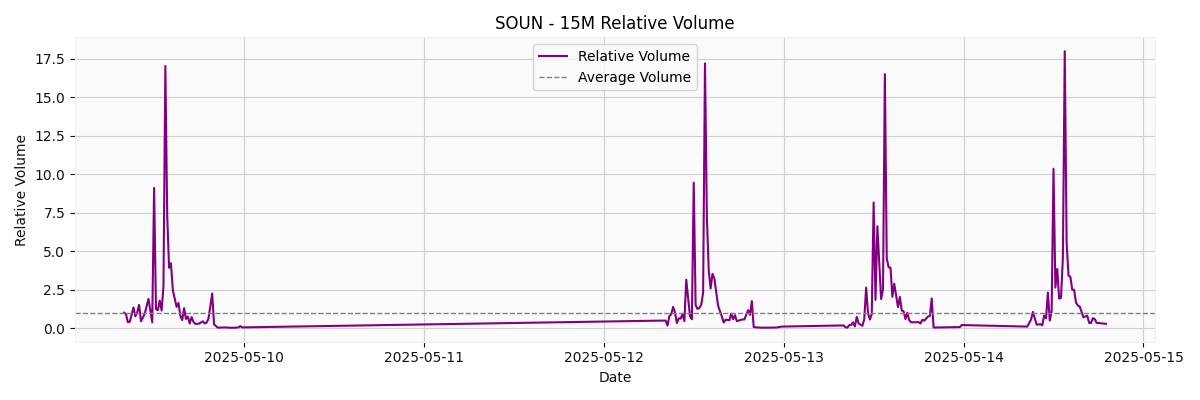 SOUN - 15M Relative Volume
Relative Volume
Average Volume
Relative Volume
17.5
15.0
12.5
10.0
7.5
5.0
2.5
0.0
2025-05-10
2025-05-11
2025-05-12
2025-05-13
2025-05-14
2025-05-15
Date